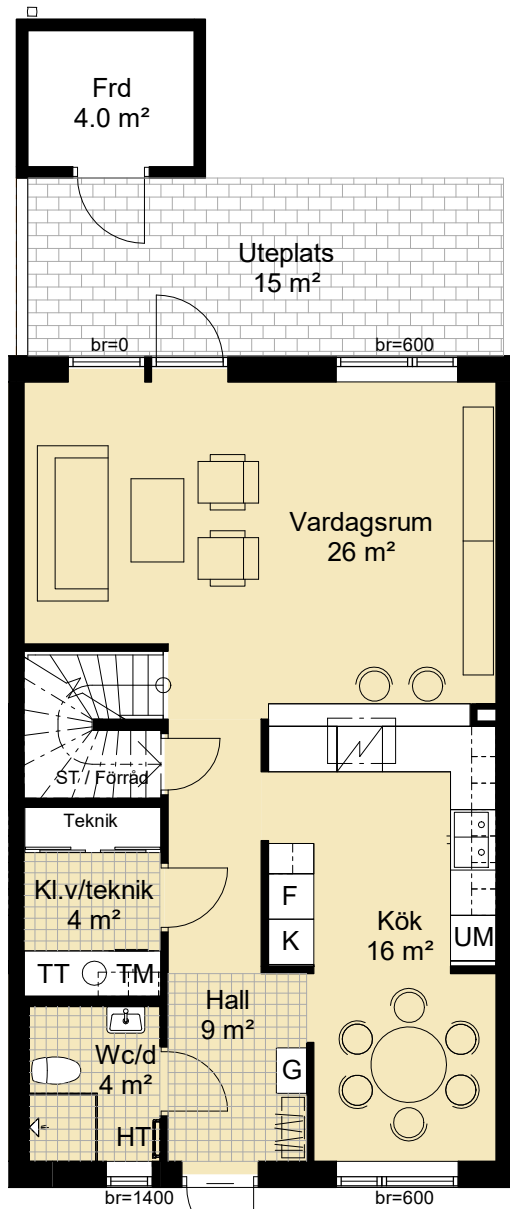 Frd
4.0 m²
Uteplats
15 m²
br=0
br=600
Vardagsrum
26 m²
ST / Förråd
Teknik
Kl.v/teknik
4 m²
F
K
Kök
16 m²
UM
TT
TM
Hall
9 m²
Wc/d
4 m²
G
HT
br=1400
br=600